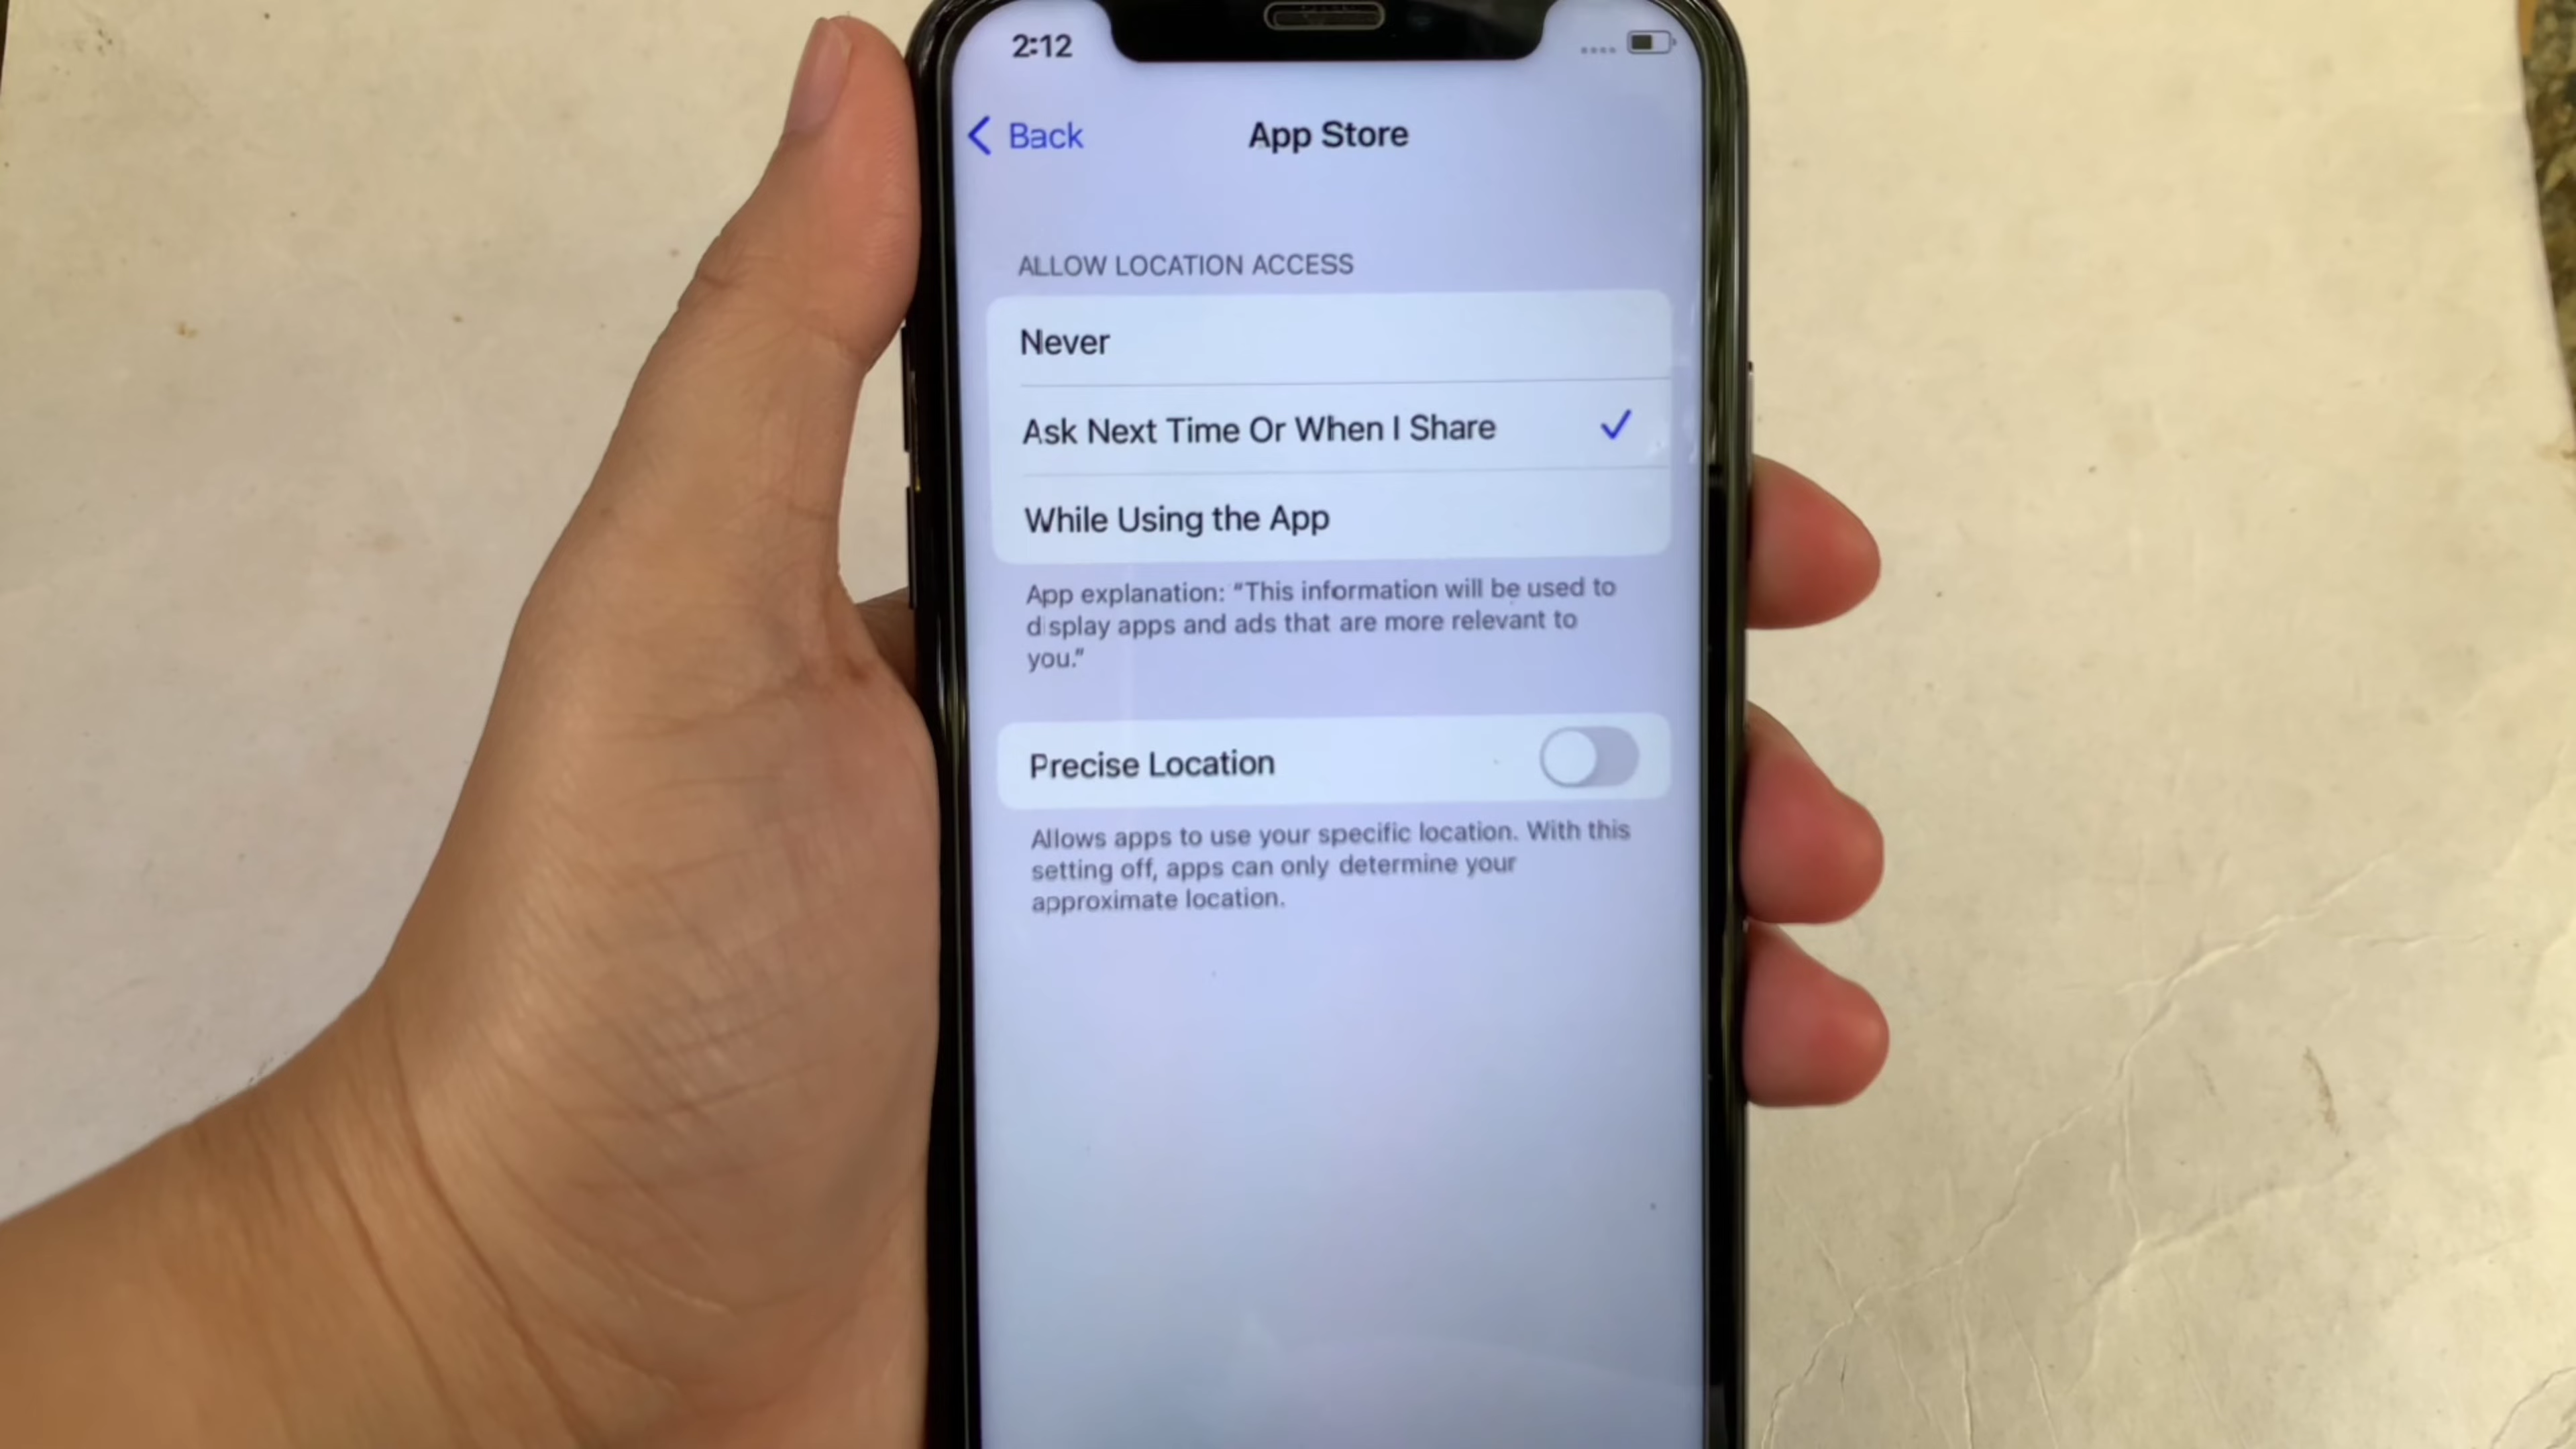 2:12
Back
App Store
ALLOW LOCATION ACCESS
Never
Ask Next Time Or When I Share
While Using the App
App explanation: “This information will be used to
display apps and ads that are more relevant to
you.”
Precise Location
Allows apps to use your specific location. With this
setting off, apps can only determine your
approximate location.